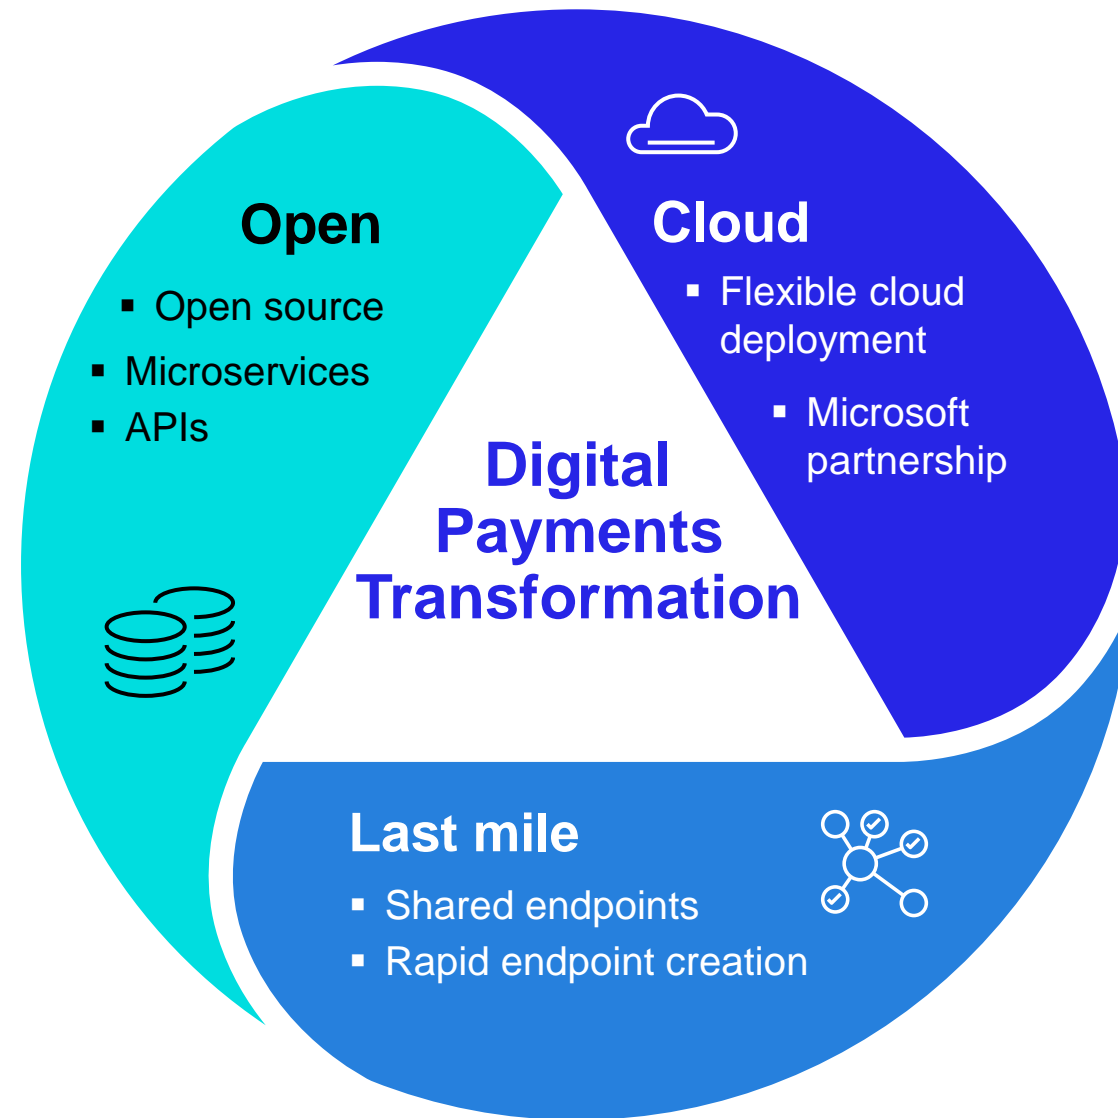 Open
▪ Open source
▪ Microservices
▪ APIs
Cloud
▪ Flexible cloud
deployment
▪ Microsoft
partnership
Digital
Payments
Transformation
Last mile
▪ Shared endpoints
▪ Rapid endpoint creation